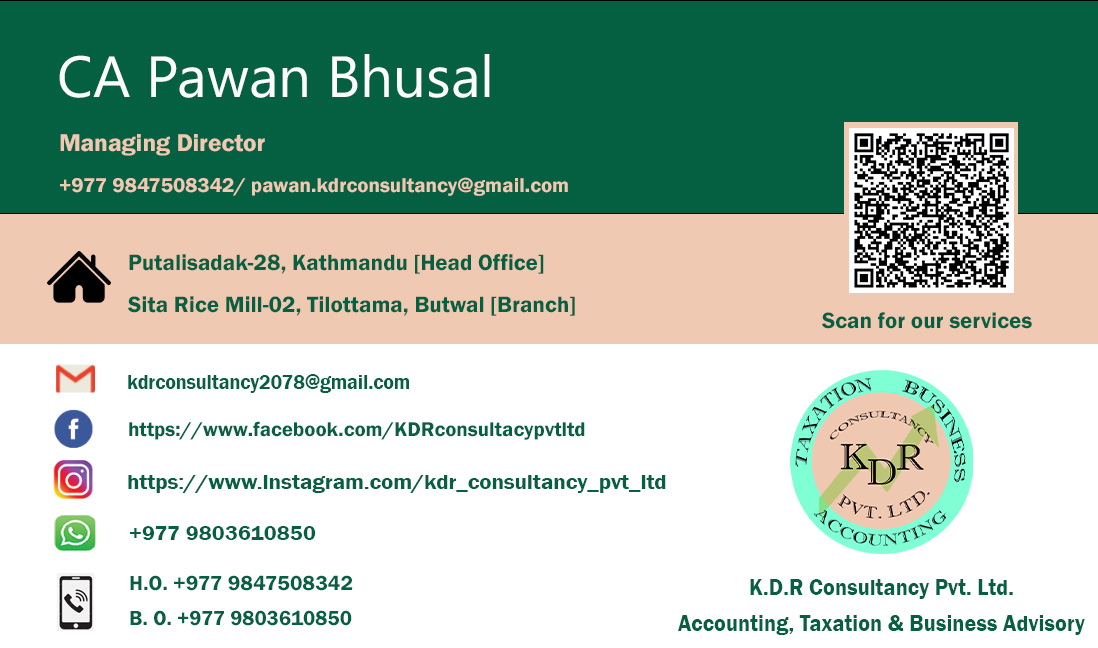 CA Pawan Bhusal
Managing Director
+977 9847508342/ pawan.kdrconsultancy@gmail.com
Putalisadak-28, Kathmandu [Head Office]
Sita Rice Mill-02, Tilottama, Butwal [Branch]
Scan for our services
kdrconsultancy2078@gmail.com
https://www.facebook.com/KDRconsultacypvtltd
https://www.Instagram.com/kdr_consultancy_pvt_ltd
+977 9803610850
H.O. +977 9847508342
B. O. +977 9803610850
TAXATION BUSINESS
CONSULTANCY
KDR
PVT. LTD.
ACCOUNTING
K.D.R Consultancy Pvt. Ltd.
Accounting, Taxation & Business Advisory